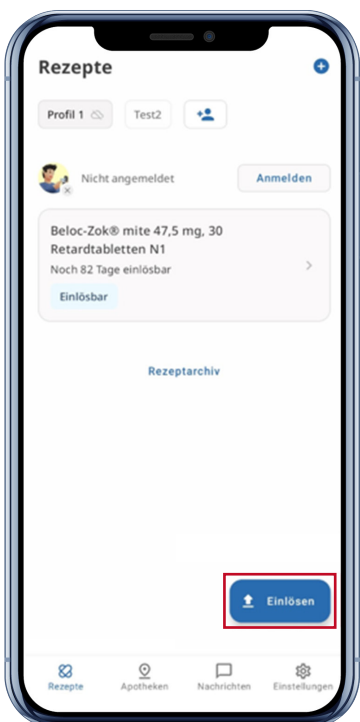 Rezepte
Profil 1
Test2
Nicht angemeldet
Anmelden
Beloc-Zok® mite 47,5 mg, 30
Retardtabletten N1
Noch 82 Tage einlösbar
Einlösbar
Rezeptarchiv
Einlösen
Rezepte
Apotheken
Nachrichten
Einstellungen